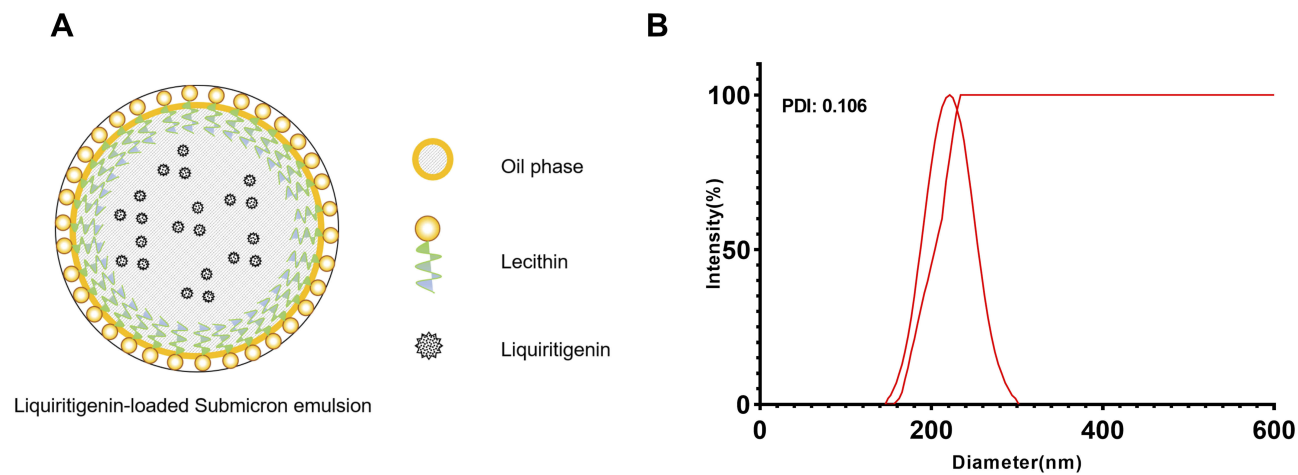 A
Oil phase
Lecithin
Liquiritigenin
Liquiritigenin-loaded Submicron emulsion
B
PDI: 0.106
Intensity(%)
100
50
0
0 200 400 600
Diameter(nm)